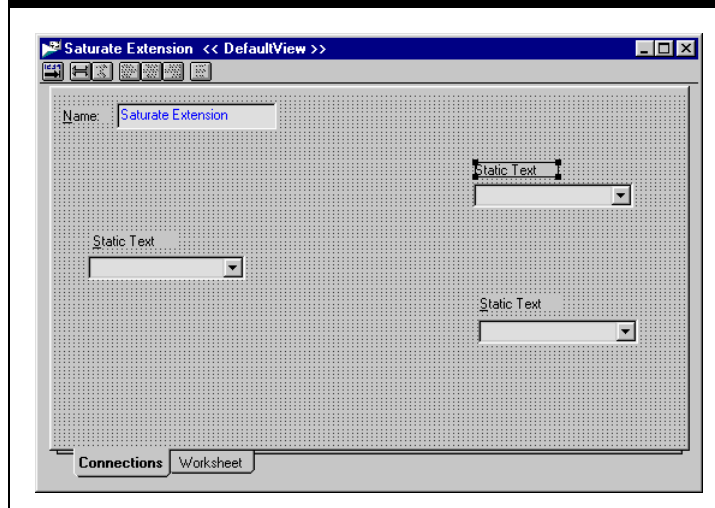 Saturate Extension << DefaultView >>
Name: Saturate Extension
Static Text
Static Text
Static Text
Connections Worksheet